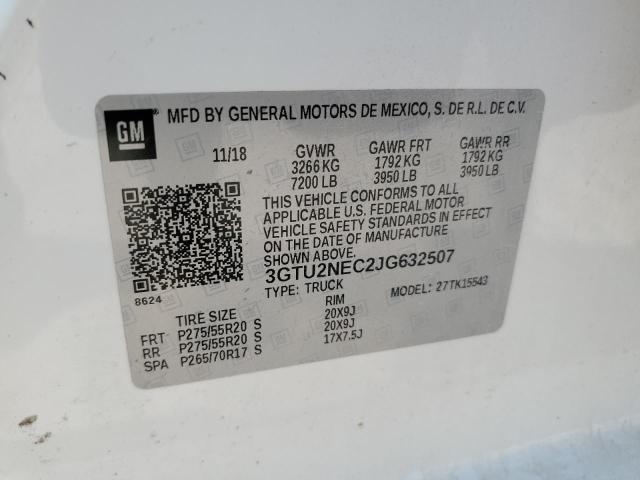 GM MFD BY GENERAL MOTORS DE MEXICO, S. DE R.L. DE C.V.
11/18 GVWR GAWR FRT GAWR RR
3266 KG 1792 KG 1792 KG
7200 LB 3950 LB 3950 LB
THIS VEHICLE CONFORMS TO ALL
APPLICABLE U.S. FEDERAL MOTOR
VEHICLE SAFETY STANDARDS IN EFFECT
ON THE DATE OF MANUFACTURE.
3GTU2NEC2JG632507
8624 TYPE: TRUCK MODEL: 27TK15543
TIRE SIZE RIM
FRT P275/55R20 S 20X9J
RR P275/55R20 S 20X9J
SPA P265/70R17 S 17X7.5J